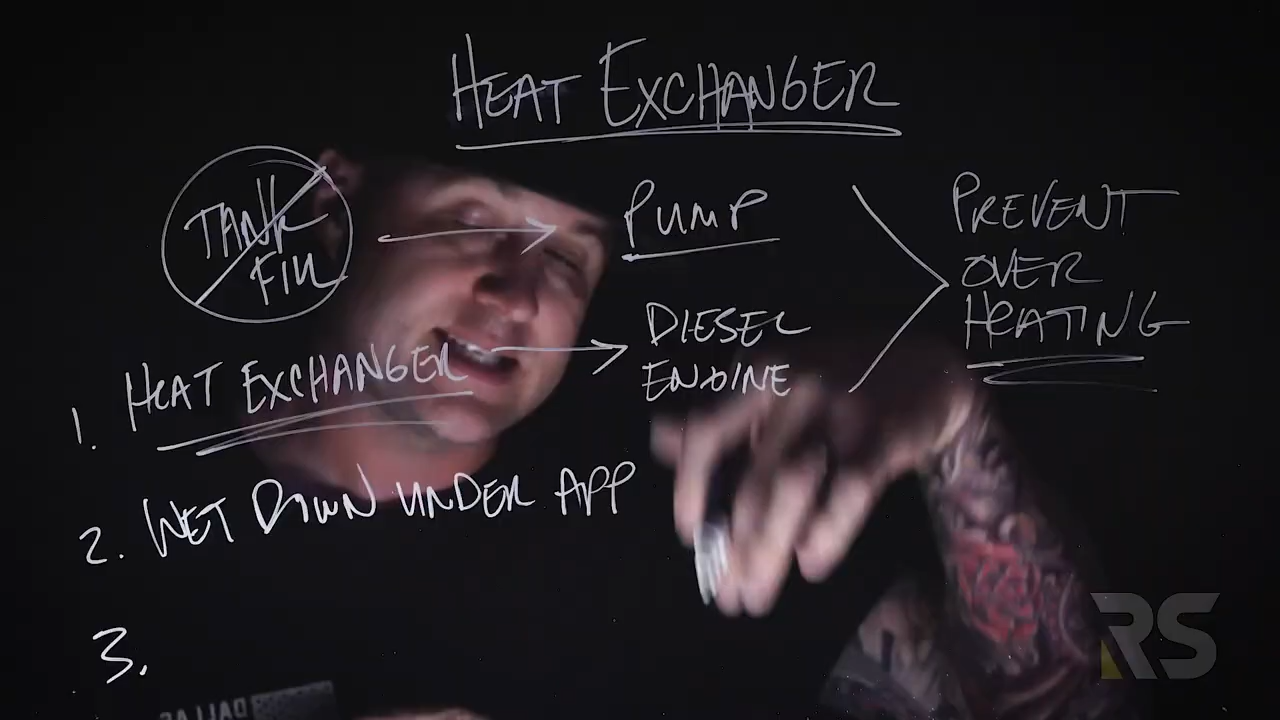 HEAT EXCHANGER
TANK
FILL
PUMP
PREVENT
OVER
HEATING
DIESEL
ENGINE
1. HEAT EXCHANGER
2. WET DOWN UNDER APP
3.
RS
DALLAS